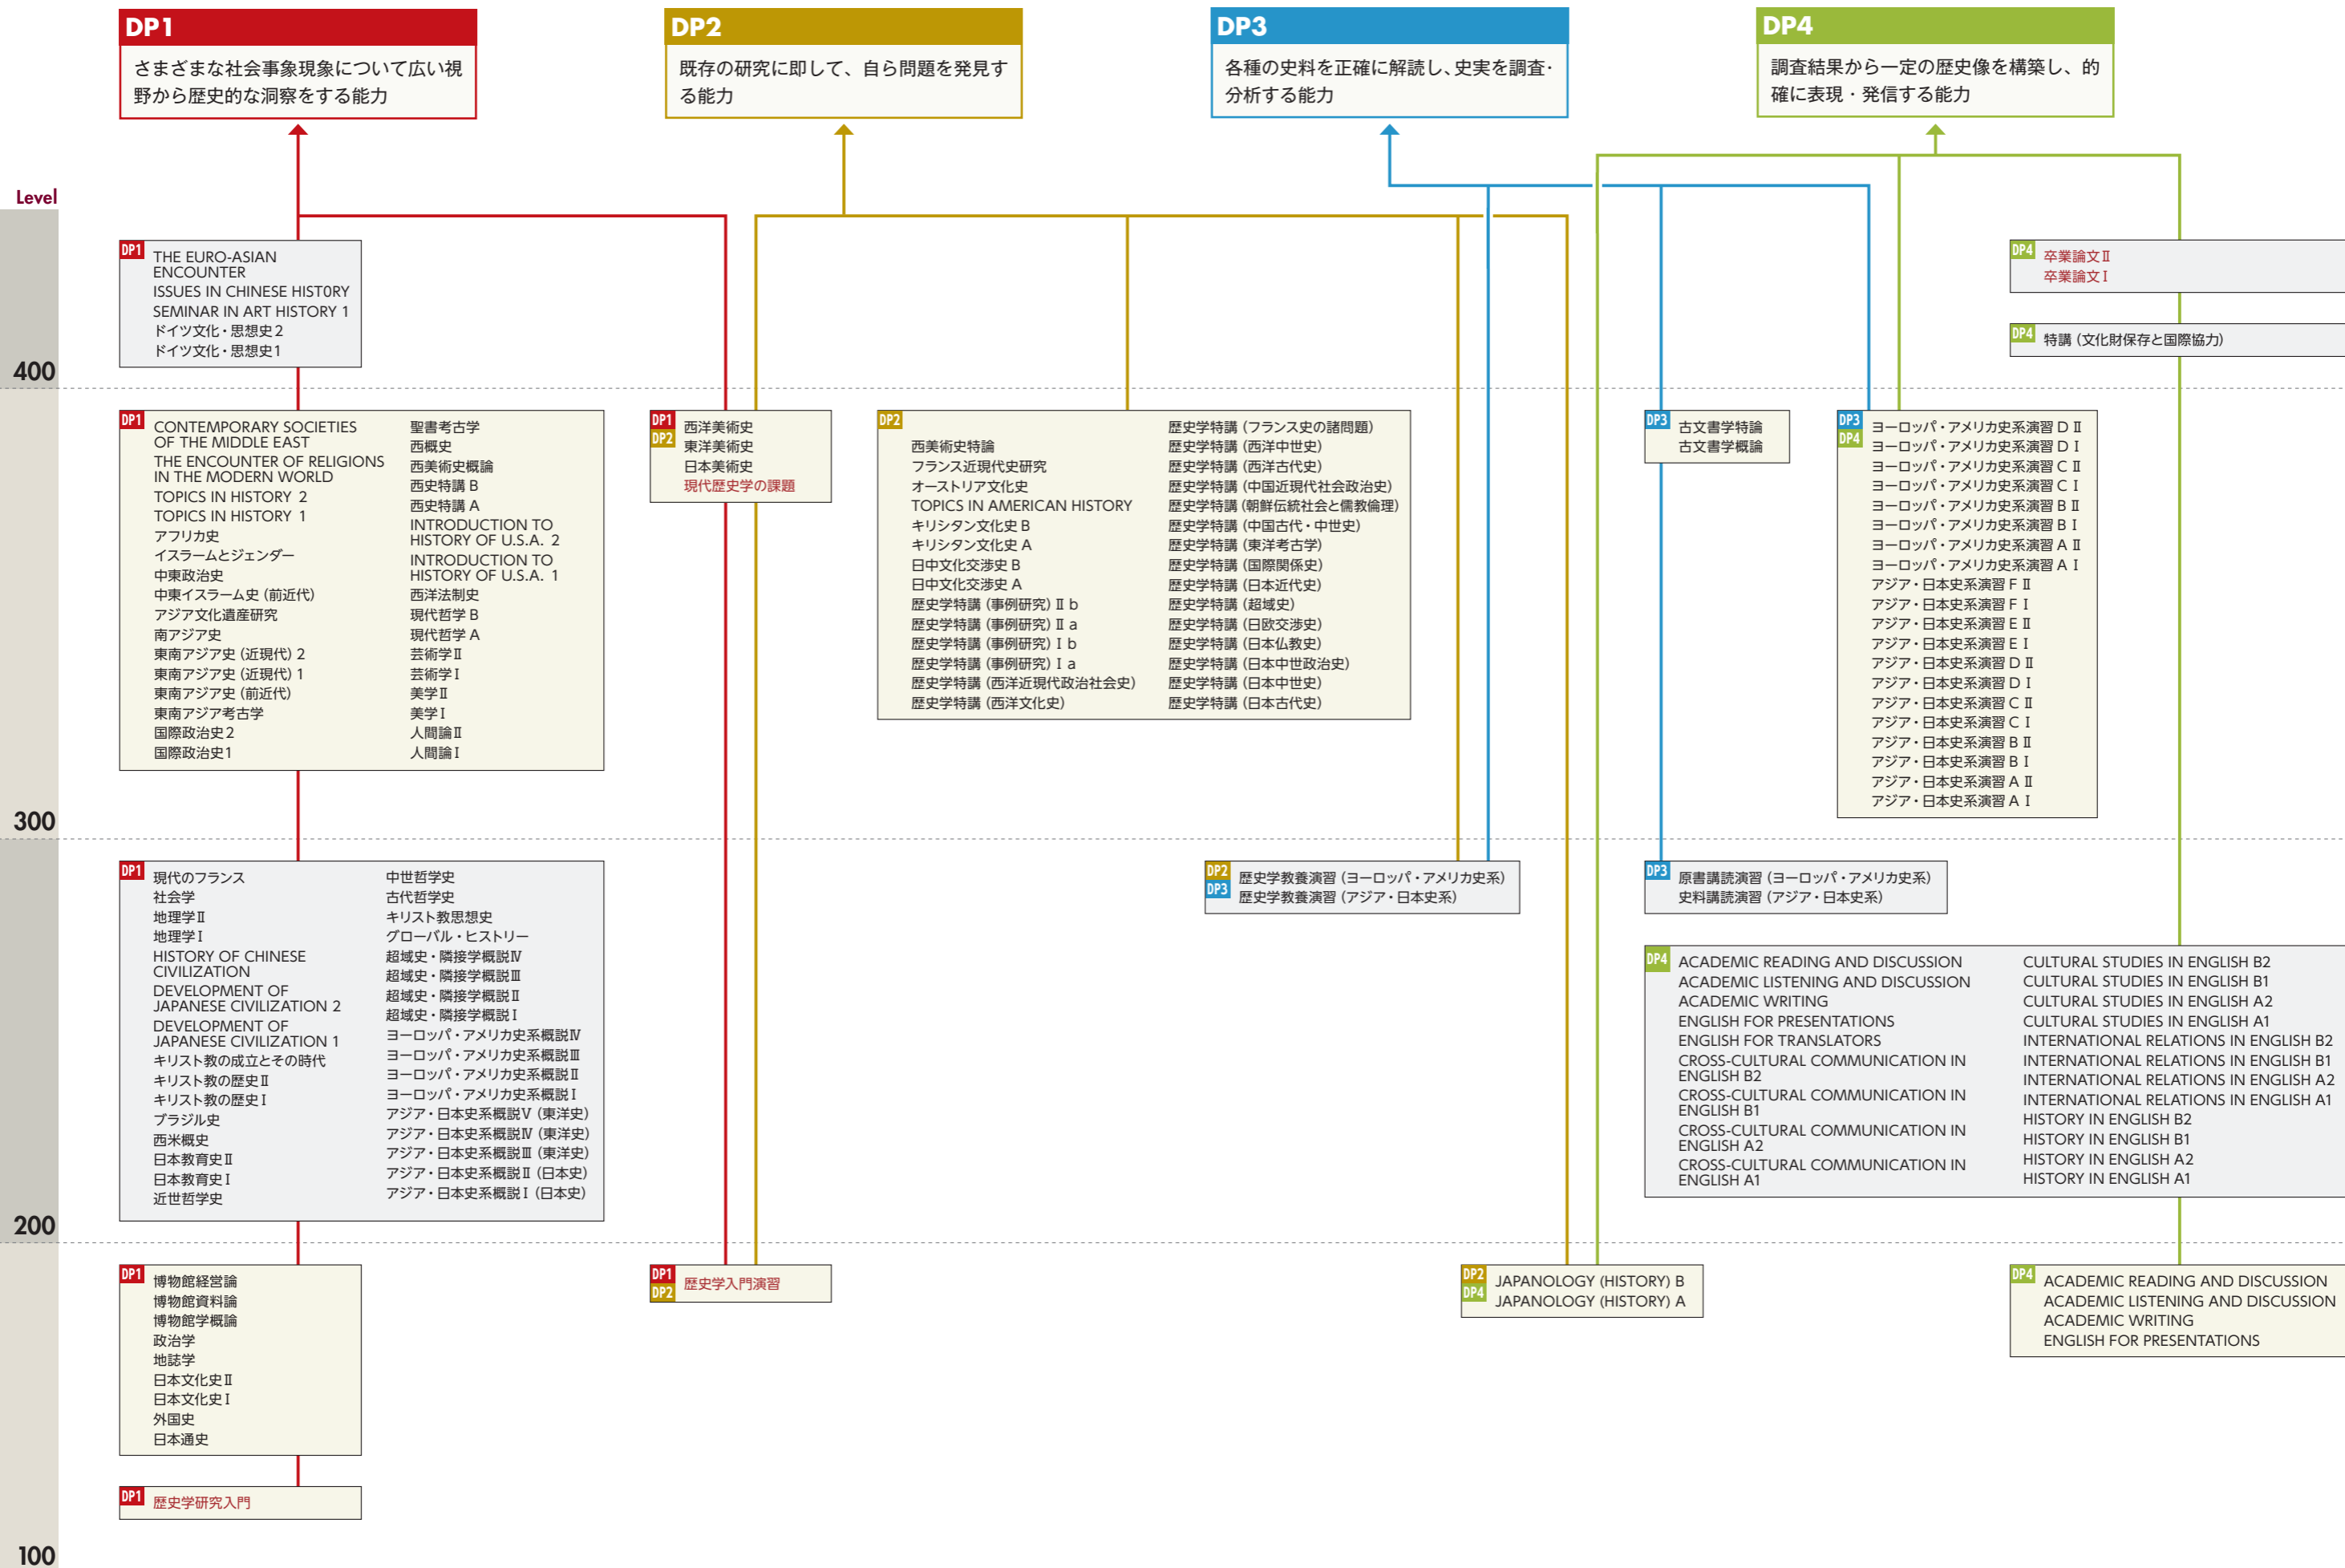 DP1
さまざまな社会事象現象について広い視
野から歴史的な洞察をする能力
DP2
既存の研究に即して、自ら問題を発見す
る能力
DP3
各種の史料を正確に解読し、史実を調査・
分析する能力
DP4
調査結果から一定の歴史像を構築し、的
確に表現・発信する能力
Level
400
DP1
THE EURO-ASIAN
ENCOUNTER
ISSUES IN CHINESE HIST0RY
SEMINAR IN ART HISTORY 1
ドイツ文化・思想史2
ドイツ文化・思想史1
DP4
卒業論文Ⅱ
卒業論文Ⅰ
DP4
特講（文化財保存と国際協力）
300
DP1
CONTEMPORARY SOCIETIES
OF THE MIDDLE EAST
THE ENCOUNTER OF RELIGIONS
IN THE MODERN WORLD
TOPICS IN HISTORY 2
TOPICS IN HISTORY 1
アフリカ史
イスラームとジェンダー
中東政治史
中東イスラーム史（前近代）
アジア文化遺産研究
南アジア史
東南アジア史（近現代）2
東南アジア史（近現代）1
東南アジア史（前近代）
東南アジア考古学
国際政治史2
国際政治史1
聖書考古学
西概史
西美術史概論
西史特講 B
西史特講 A
INTRODUCTION TO
HISTORY OF U.S.A. 2
INTRODUCTION TO
HISTORY OF U.S.A. 1
西洋法制史
現代哲学 B
現代哲学 A
芸術学Ⅱ
芸術学Ⅰ
美学Ⅱ
美学Ⅰ
人間論Ⅱ
人間論Ⅰ
DP1
DP2
西洋美術史
東洋美術史
日本美術史
現代歴史学の課題
DP2
西美術史特論
フランス近現代史研究
オーストリア文化史
TOPICS IN AMERICAN HISTORY
キリシタン文化史 B
キリシタン文化史 A
日中文化交渉史 B
日中文化交渉史 A
歴史学特講（事例研究）Ⅱ b
歴史学特講（事例研究）Ⅱ a
歴史学特講（事例研究）Ⅰ b
歴史学特講（事例研究）Ⅰ a
歴史学特講（西洋近現代政治社会史）
歴史学特講（西洋文化史）
歴史学特講（フランス史の諸問題）
歴史学特講（西洋中世史）
歴史学特講（西洋古代史）
歴史学特講（中国近現代社会政治史）
歴史学特講（朝鮮伝統社会と儒教倫理）
歴史学特講（中国古代・中世史）
歴史学特講（東洋考古学）
歴史学特講（国際関係史）
歴史学特講（日本近代史）
歴史学特講（超域史）
歴史学特講（日欧交渉史）
歴史学特講（日本仏教史）
歴史学特講（日本中世政治史）
歴史学特講（日本中世史）
歴史学特講（日本古代史）
DP3
古文書学特論
古文書学概論
DP3
DP4
ヨーロッパ・アメリカ史系演習 D Ⅱ
ヨーロッパ・アメリカ史系演習 D Ⅰ
ヨーロッパ・アメリカ史系演習 C Ⅱ
ヨーロッパ・アメリカ史系演習 C Ⅰ
ヨーロッパ・アメリカ史系演習 B Ⅱ
ヨーロッパ・アメリカ史系演習 B Ⅰ
ヨーロッパ・アメリカ史系演習 A Ⅱ
ヨーロッパ・アメリカ史系演習 A Ⅰ
アジア・日本史系演習 F Ⅱ
アジア・日本史系演習 F Ⅰ
アジア・日本史系演習 E Ⅱ
アジア・日本史系演習 E Ⅰ
アジア・日本史系演習 D Ⅱ
アジア・日本史系演習 D Ⅰ
アジア・日本史系演習 C Ⅱ
アジア・日本史系演習 C Ⅰ
アジア・日本史系演習 B Ⅱ
アジア・日本史系演習 B Ⅰ
アジア・日本史系演習 A Ⅱ
アジア・日本史系演習 A Ⅰ
200
DP1
現代のフランス
社会学
地理学Ⅱ
地理学Ⅰ
HISTORY OF CHINESE
CIVILIZATION
DEVELOPMENT OF
JAPANESE CIVILIZATION 2
DEVELOPMENT OF
JAPANESE CIVILIZATION 1
キリスト教の成立とその時代
キリスト教の歴史Ⅱ
キリスト教の歴史Ⅰ
ブラジル史
西米概史
日本教育史Ⅱ
日本教育史Ⅰ
近世哲学史
中世哲学史
古代哲学史
キリスト教思想史
グローバル・ヒストリー
超域史・隣接学概説Ⅳ
超域史・隣接学概説Ⅲ
超域史・隣接学概説Ⅱ
超域史・隣接学概説Ⅰ
ヨーロッパ・アメリカ史系概説Ⅳ
ヨーロッパ・アメリカ史系概説Ⅲ
ヨーロッパ・アメリカ史系概説Ⅱ
ヨーロッパ・アメリカ史系概説Ⅰ
アジア・日本史系概説Ⅴ（東洋史）
アジア・日本史系概説Ⅳ（東洋史）
アジア・日本史系概説Ⅲ（東洋史）
アジア・日本史系概説Ⅱ（日本史）
アジア・日本史系概説Ⅰ（日本史）
DP2
DP3
歴史学教養演習（ヨーロッパ・アメリカ史系）
歴史学教養演習（アジア・日本史系）
DP3
原書講読演習（ヨーロッパ・アメリカ史系）
史料講読演習（アジア・日本史系）
DP4
ACADEMIC READING AND DISCUSSION
ACADEMIC LISTENING AND DISCUSSION
ACADEMIC WRITING
ENGLISH FOR PRESENTATIONS
ENGLISH FOR TRANSLATORS
CROSS-CULTURAL COMMUNICATION IN
ENGLISH B2
CROSS-CULTURAL COMMUNICATION IN
ENGLISH B1
CROSS-CULTURAL COMMUNICATION IN
ENGLISH A2
CROSS-CULTURAL COMMUNICATION IN
ENGLISH A1
CULTURAL STUDIES IN ENGLISH B2
CULTURAL STUDIES IN ENGLISH B1
CULTURAL STUDIES IN ENGLISH A2
CULTURAL STUDIES IN ENGLISH A1
INTERNATIONAL RELATIONS IN ENGLISH B2
INTERNATIONAL RELATIONS IN ENGLISH B1
INTERNATIONAL RELATIONS IN ENGLISH A2
INTERNATIONAL RELATIONS IN ENGLISH A1
HISTORY IN ENGLISH B2
HISTORY IN ENGLISH B1
HISTORY IN ENGLISH A2
HISTORY IN ENGLISH A1
100
DP1
博物館経営論
博物館資料論
博物館学概論
政治学
地誌学
日本文化史Ⅱ
日本文化史Ⅰ
外国史
日本通史
DP1
歴史学研究入門
DP1
DP2
歴史学入門演習
DP2
DP4
JAPANOLOGY (HISTORY) B
JAPANOLOGY (HISTORY) A
DP4
ACADEMIC READING AND DISCUSSION
ACADEMIC LISTENING AND DISCUSSION
ACADEMIC WRITING
ENGLISH FOR PRESENTATIONS